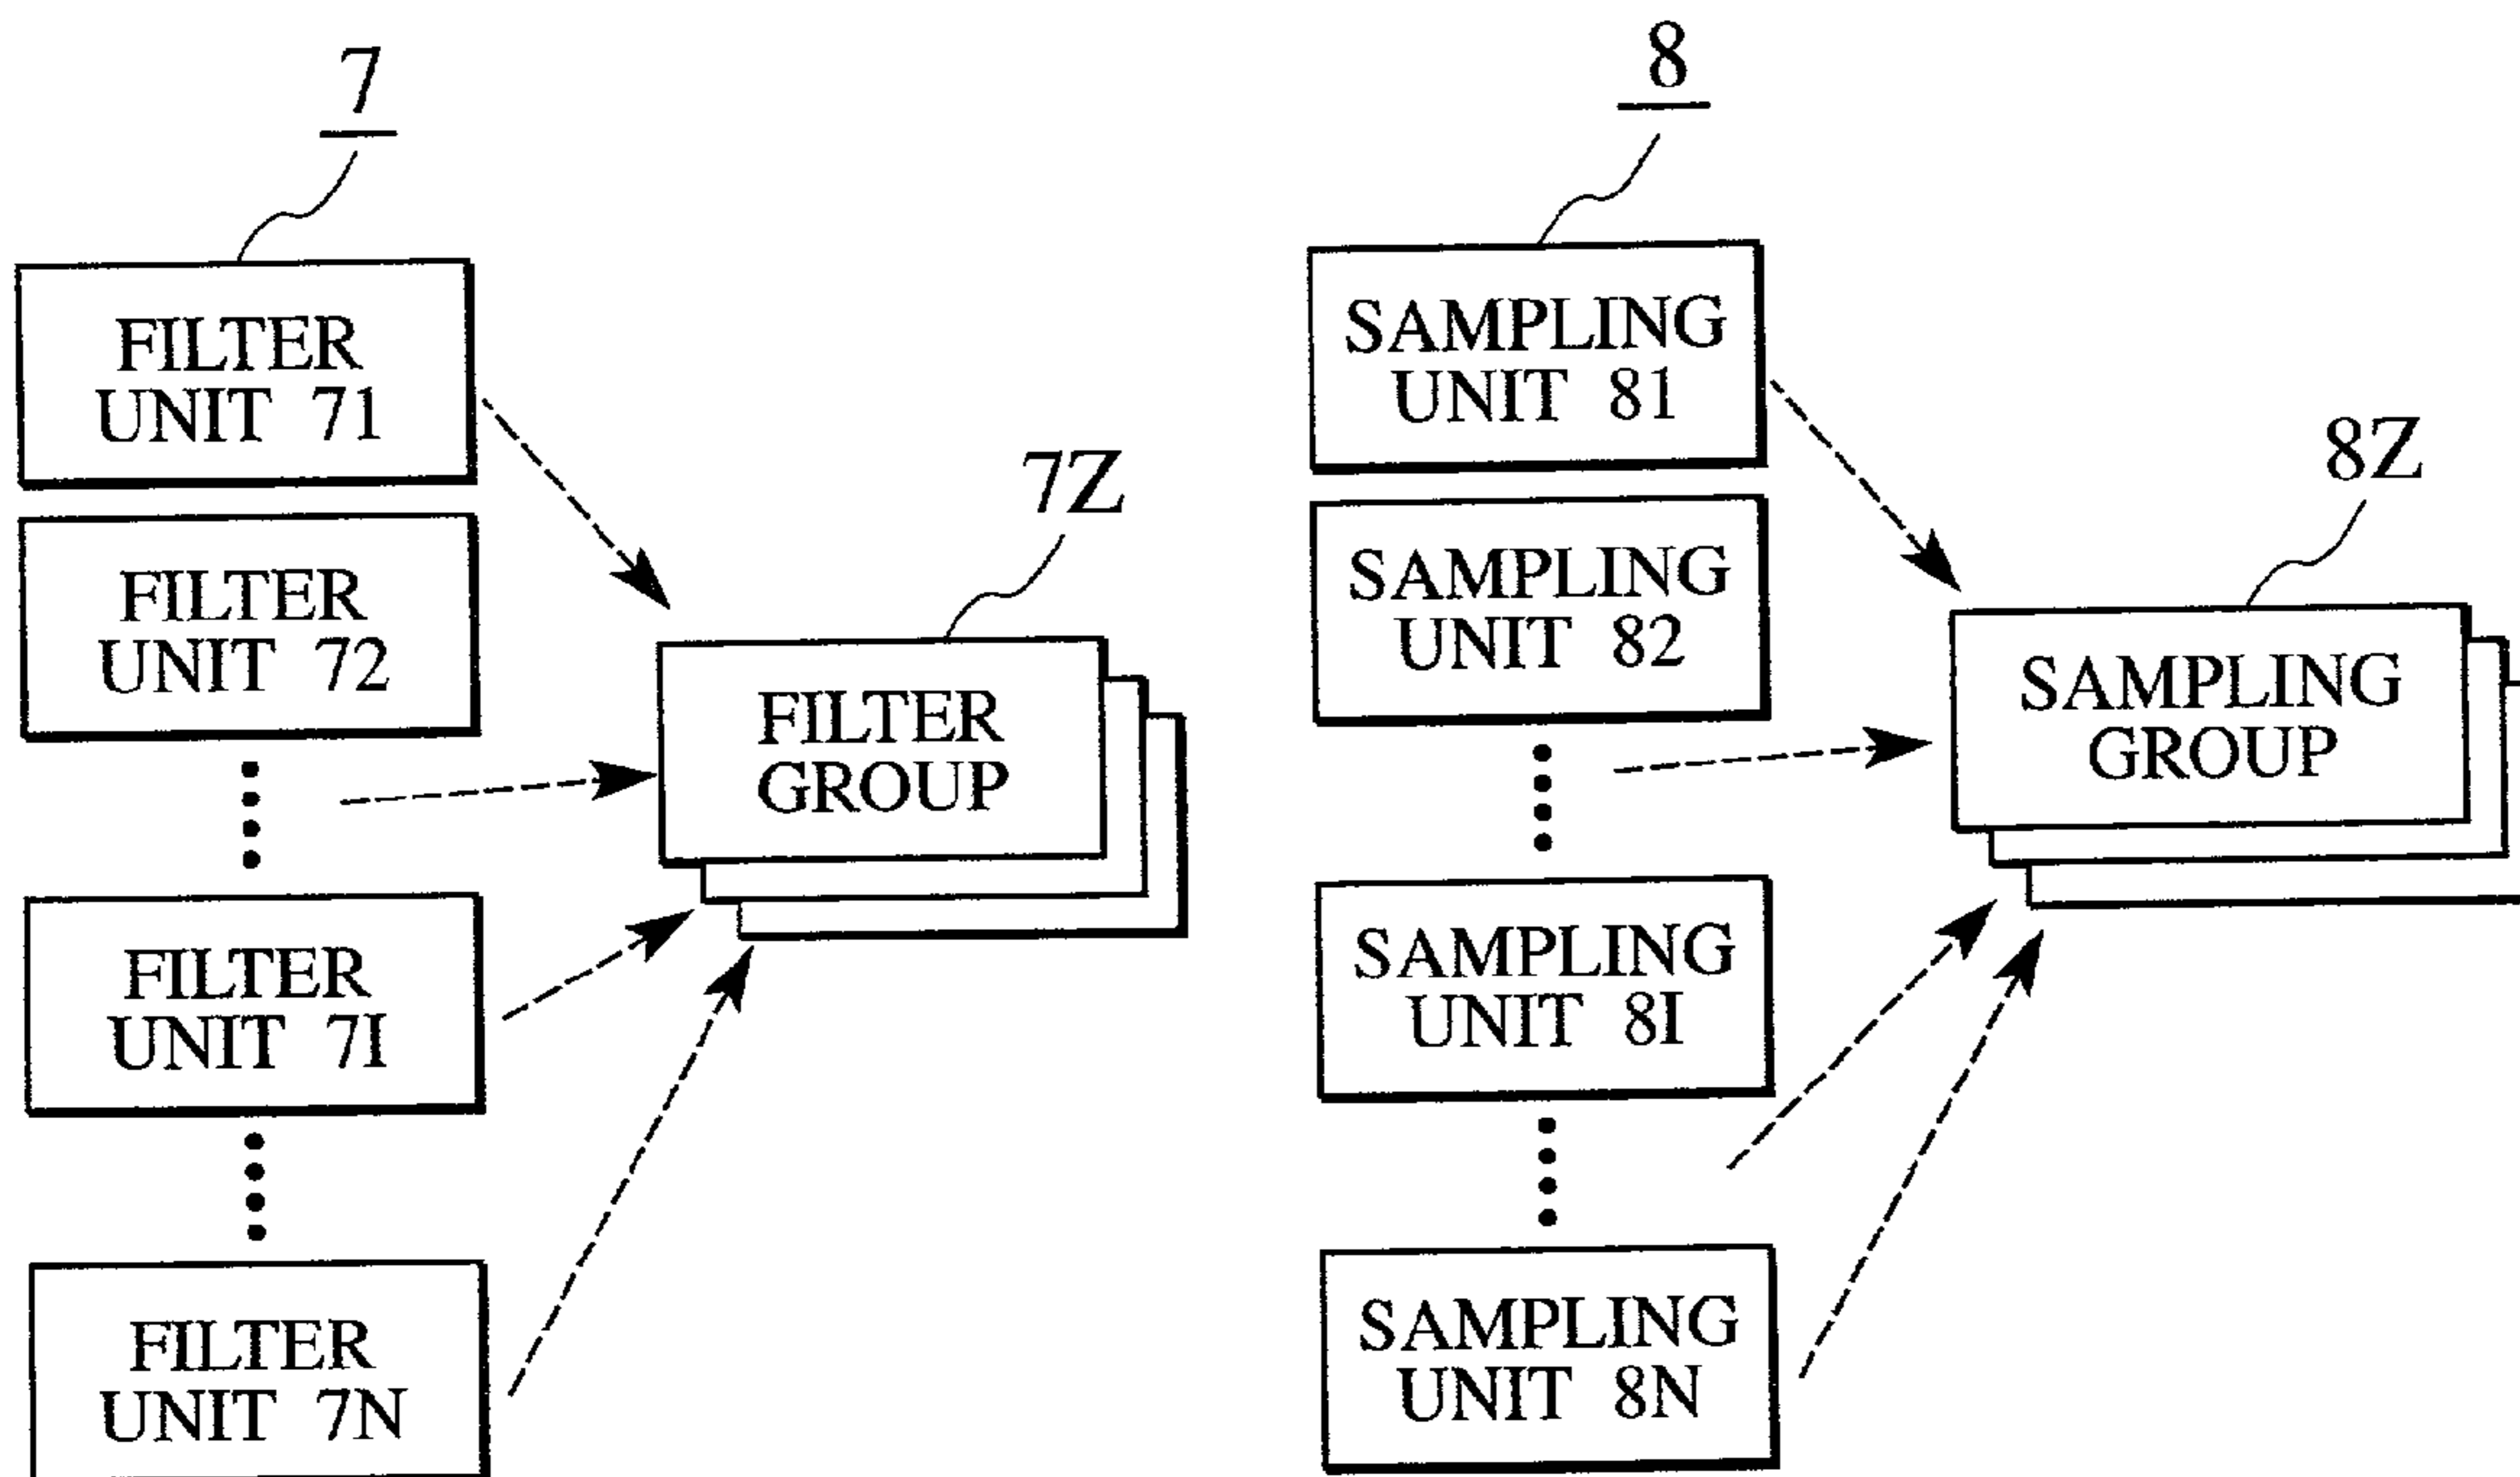 7
FILTER
UNIT 71
FILTER
UNIT 72
FILTER
UNIT 7I
FILTER
UNIT 7N
7Z
FILTER
GROUP
8
SAMPLING
UNIT 81
SAMPLING
UNIT 82
SAMPLING
UNIT 8I
SAMPLING
UNIT 8N
8Z
SAMPLING
GROUP